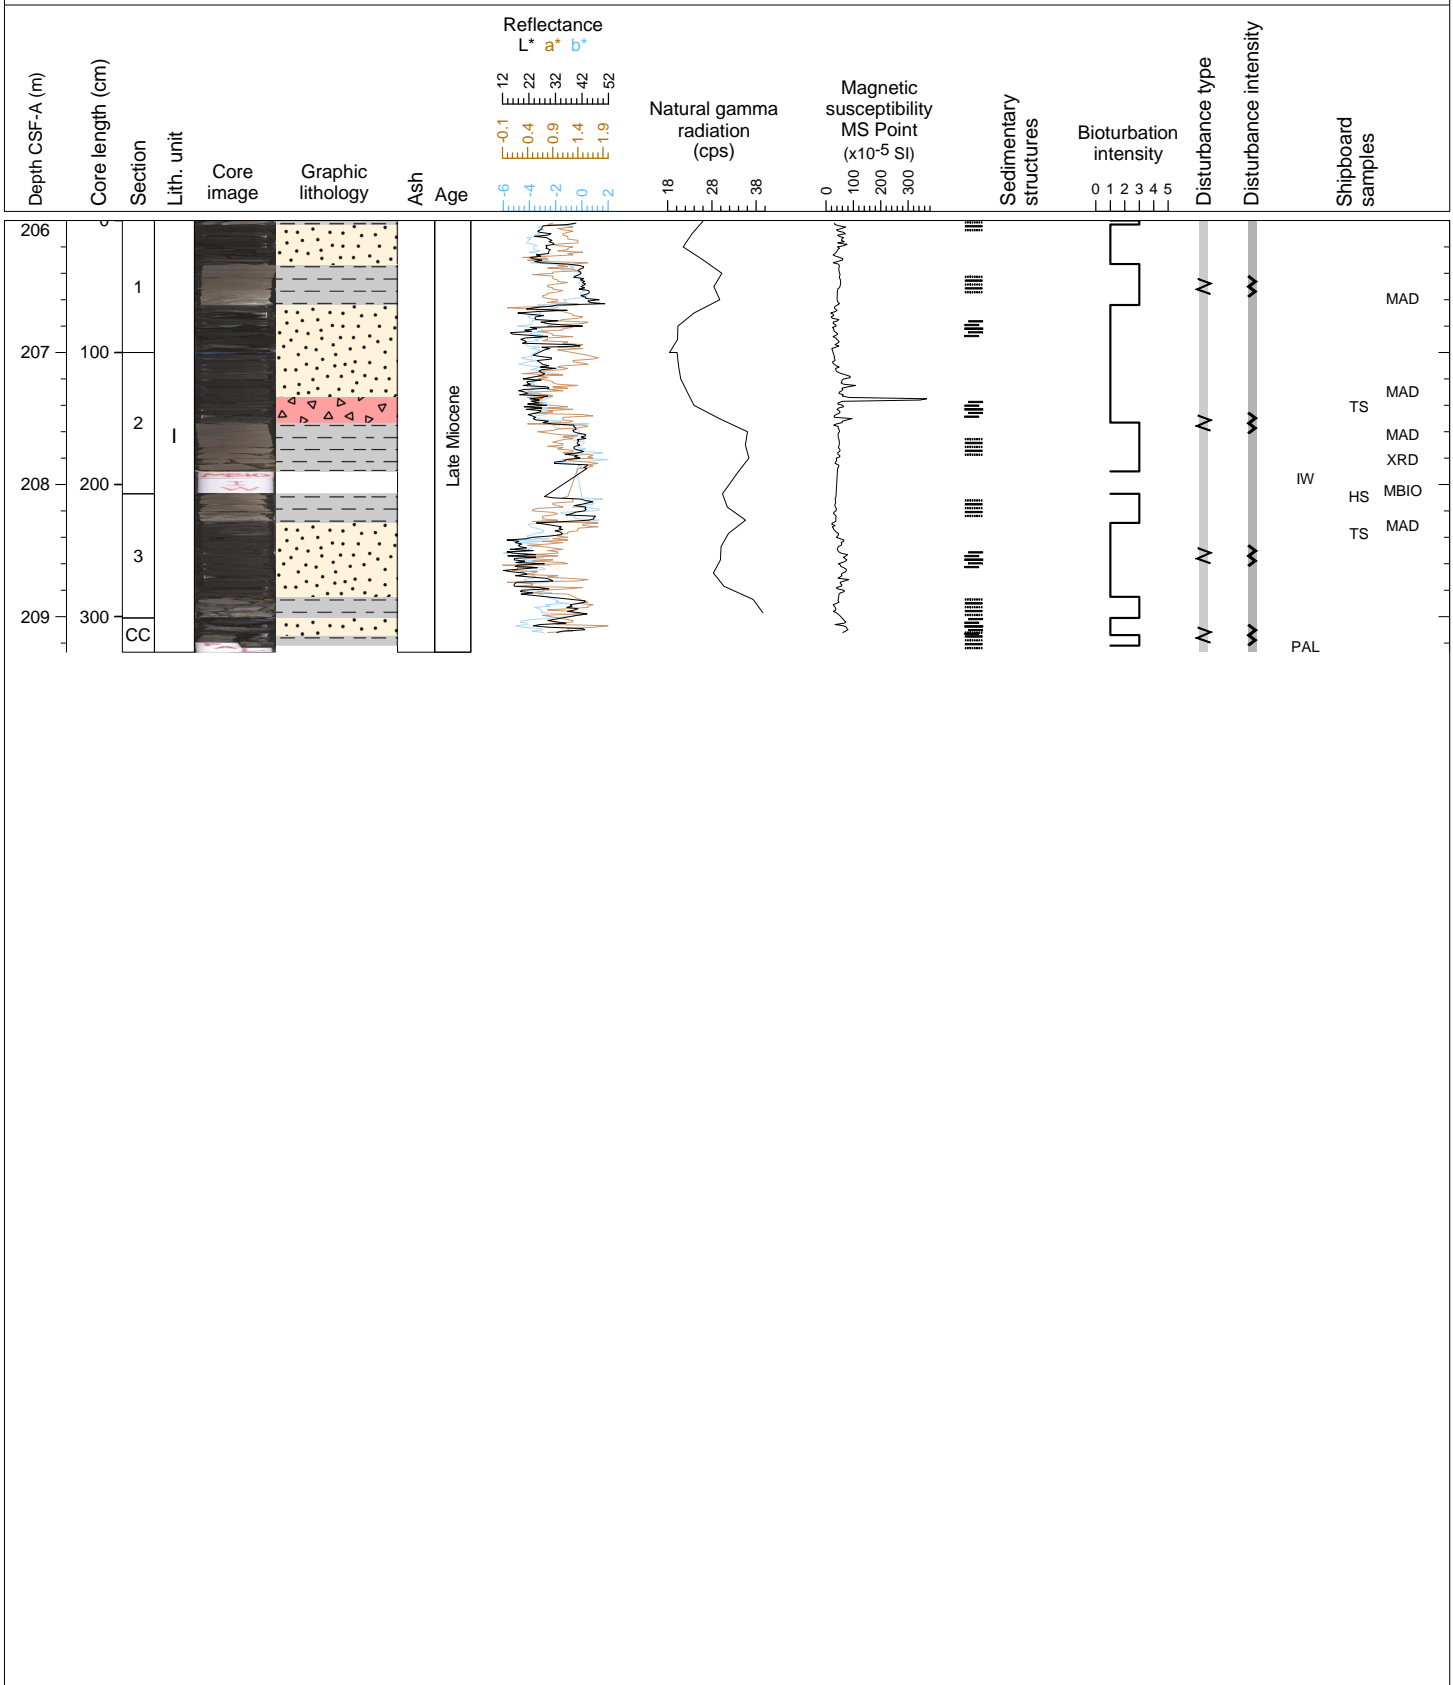 Depth CSF-A (m)
Core length (cm)
Section
Lith. unit
Core
image
Graphic
lithology
Ash
Age
Reflectance
L* a* b*
12 22 32 42 52
-0.1 0.4 0.9 1.4 1.9
-6 -4 -2 0 2
Natural gamma
radiation
(cps)
18 28 38
Magnetic
susceptibility
MS Point
(x10-5 SI)
0 100 200 300
Sedimentary
structures
Bioturbation
intensity
0 1 2 3 4 5
Disturbance type
Disturbance intensity
Shipboard
samples
206
207
208
209
0
100
200
300
1
2
3
CC
I
Late Miocene
MAD
MAD
TS
MAD
XRD
IW
MBIO
HS
MAD
TS
PAL